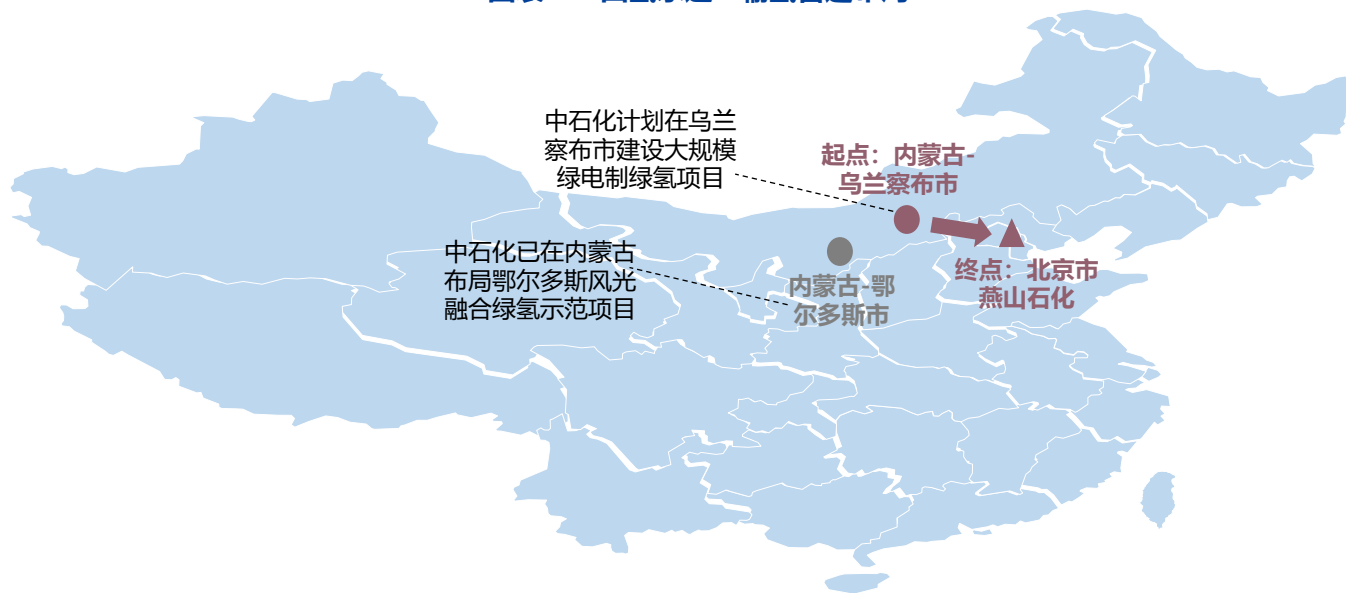 中石化计划在乌兰
察布市建设大规模
绿电制绿氢项目
起点：内蒙古-
乌兰察布市
中石化已在内蒙古
布局鄂尔多斯风光
融合绿氢示范项目
内蒙古-鄂
尔多斯市
终点：北京市
燕山石化